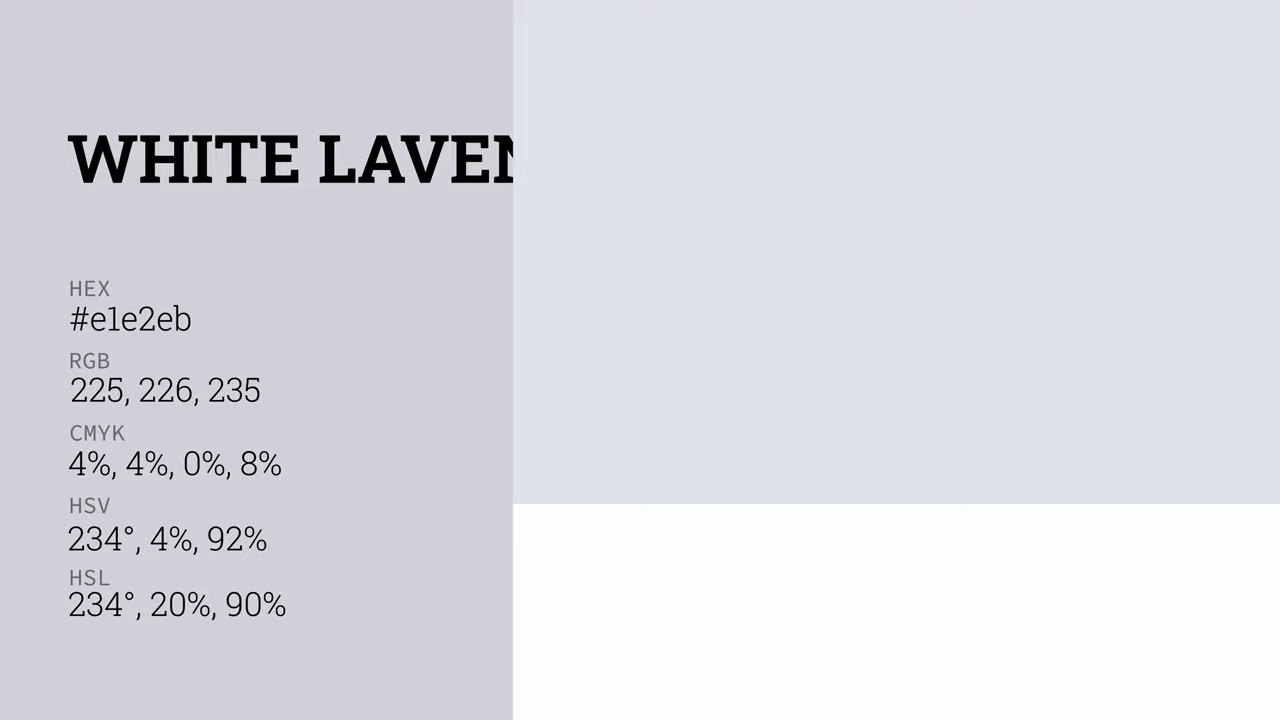 WHITE LAVEN
HEX
#e1e2eb
RGB
225, 226, 235
CMYK
4%, 4%, 0%, 8%
HSV
234°, 4%, 92%
HSL
234°, 20%, 90%